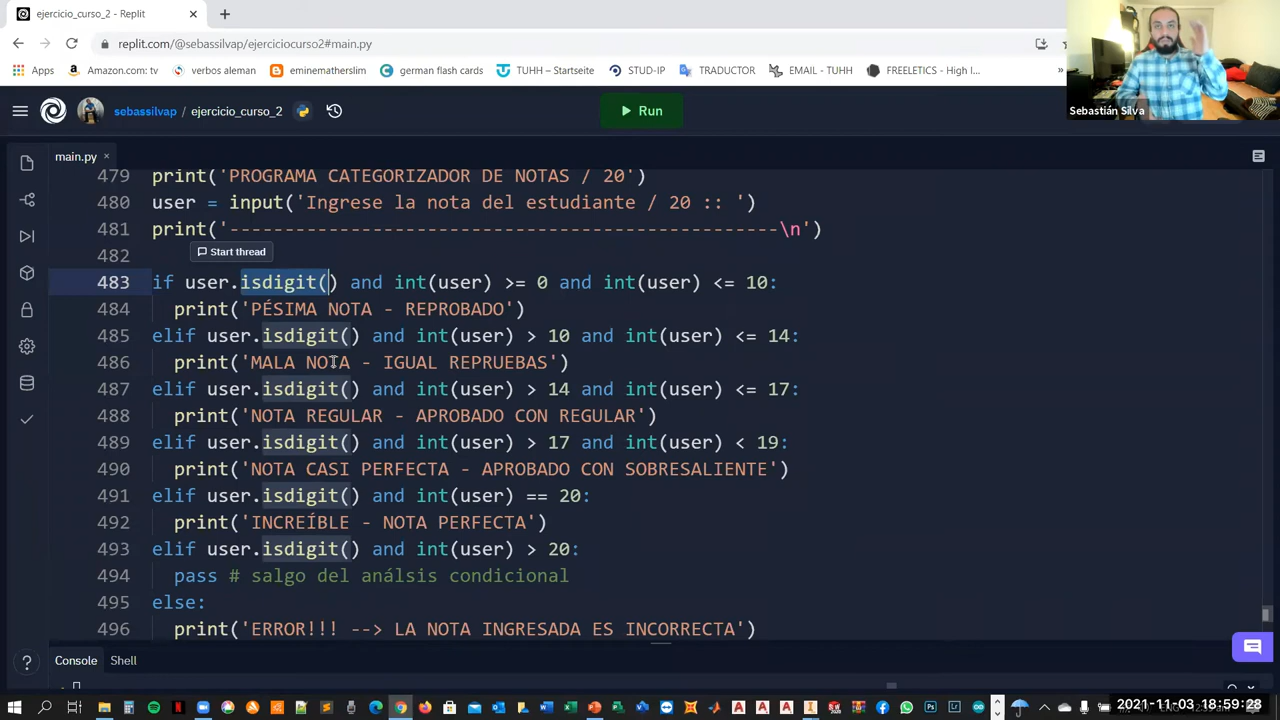 ejercicio_curso_2 - Replit
replit.com/@sebassilvap/ejerciciocurso2#main.py
Apps Amazon.com: tv verbos aleman eminematherslim german flash cards TUHH – Startseite STUD-IP TRADUCTOR EMAIL - TUHH FREELETICS - High I... »
Sebastián Silva
sebassilvap / ejercicio_curso_2 Run
main.py
479 print('PROGRAMA CATEGORIZADOR DE NOTAS / 20')
480 user = input('Ingrese la nota del estudiante / 20 :: ')
481 print('--------------------------------------------------\n')
Start thread
482
483 if user.isdigit() and int(user) >= 0 and int(user) <= 10:
484 print('PÉSIMA NOTA - REPROBADO')
485 elif user.isdigit() and int(user) > 10 and int(user) <= 14:
486 print('MALA NOTA - IGUAL REPRUEBAS')
487 elif user.isdigit() and int(user) > 14 and int(user) <= 17:
488 print('NOTA REGULAR - APROBADO CON REGULAR')
489 elif user.isdigit() and int(user) > 17 and int(user) < 19:
490 print('NOTA CASI PERFECTA - APROBADO CON SOBRESALIENTE')
491 elif user.isdigit() and int(user) == 20:
492 print('INCREÍBLE - NOTA PERFECTA')
493 elif user.isdigit() and int(user) > 20:
494 pass # salgo del análsis condicional
495 else:
496 print('ERROR!!! --> LA NOTA INGRESADA ES INCORRECTA')
Console Shell
2021-11-03 18:59:28